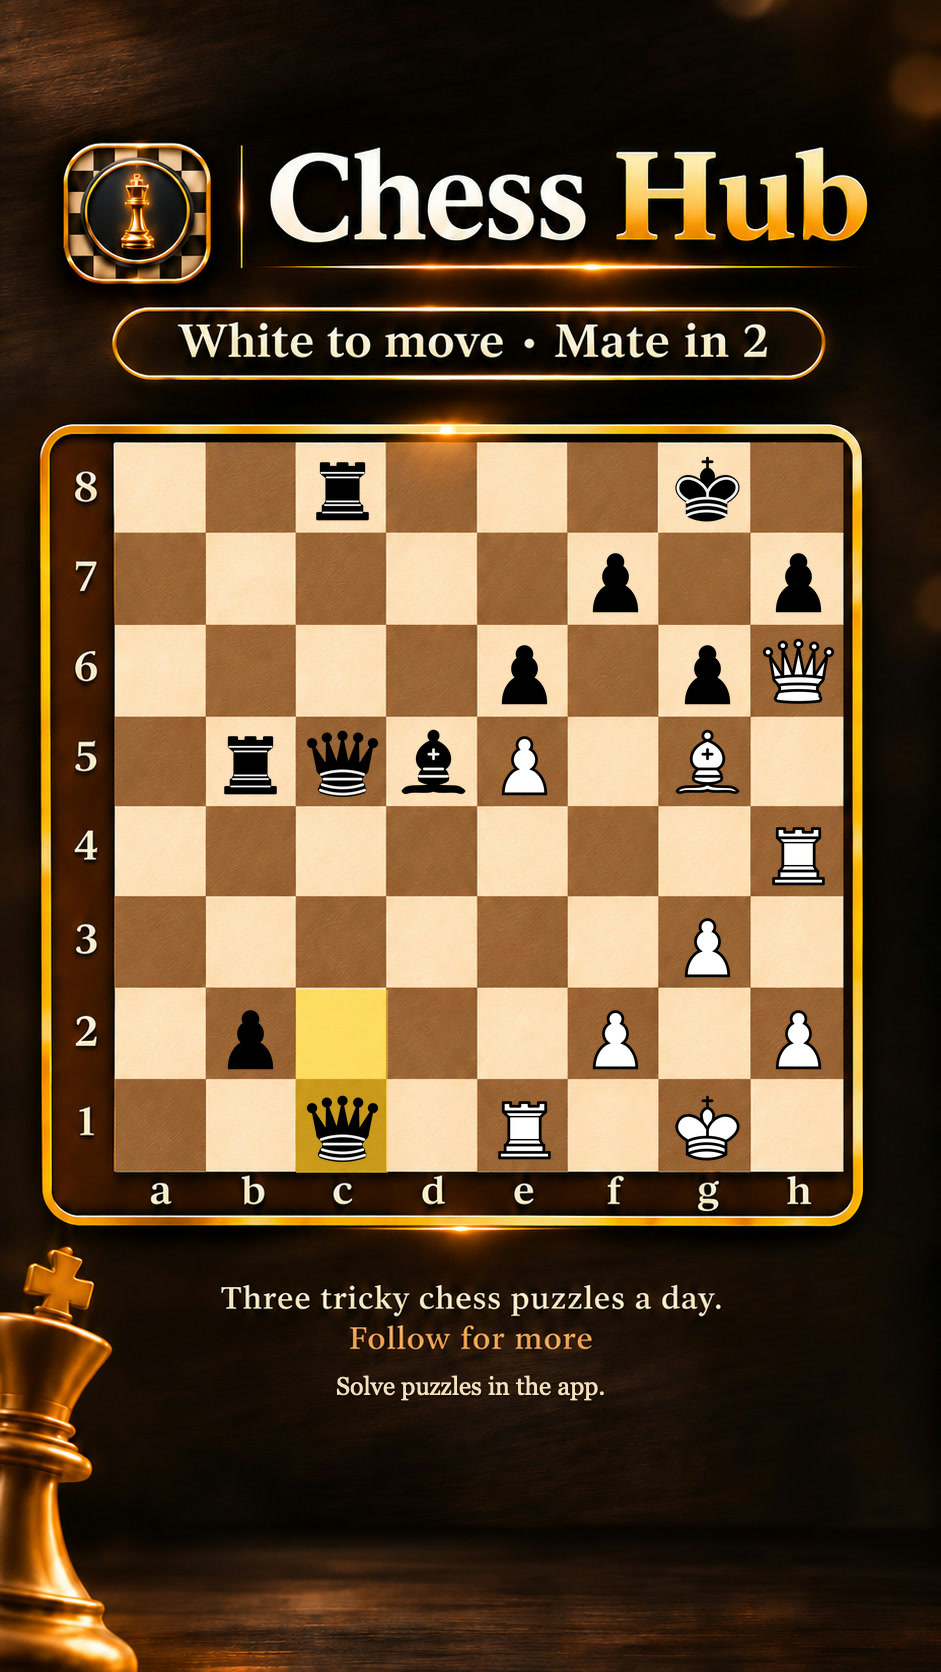 Chess Hub
White to move • Mate in 2
8
7
6
5
4
3
2
1
a b c d e f g h
Three tricky chess puzzles a day.
Follow for more
Solve puzzles in the app.